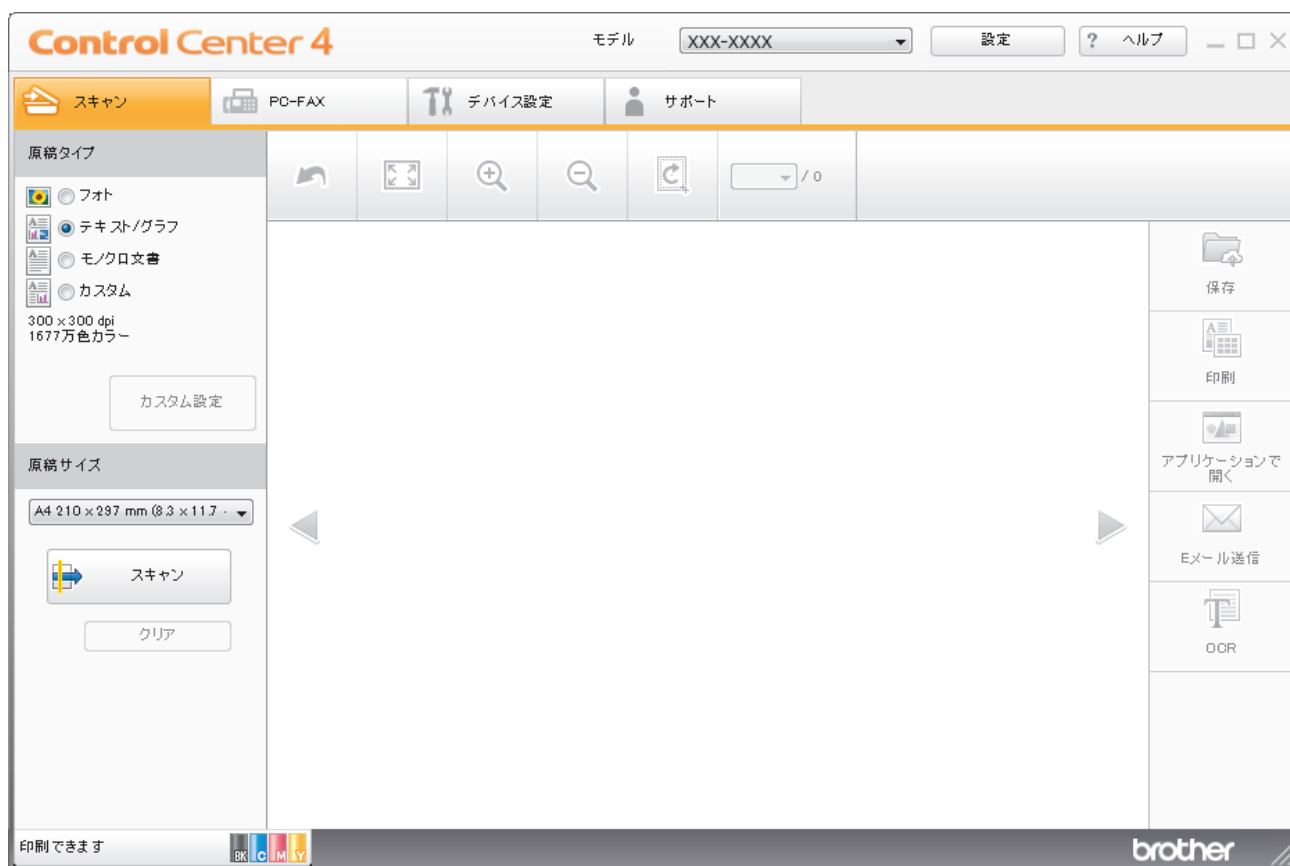 Control Center 4
モデル
XXX-XXXX
設定
? ヘルプ
スキャン
PC-FAX
デバイス設定
サポート
原稿タイプ
フォト
テキスト/グラフ
モノクロ文書
カスタム
300 x 300 dpi
1677万色カラー
カスタム設定
原稿サイズ
A4 210 x 297 mm (8.3 x 11.7 ·
スキャン
クリア
/ 0
保存
印刷
アプリケーションで
開く
Eメール送信
OCR
印刷できます
BK C M Y
brother